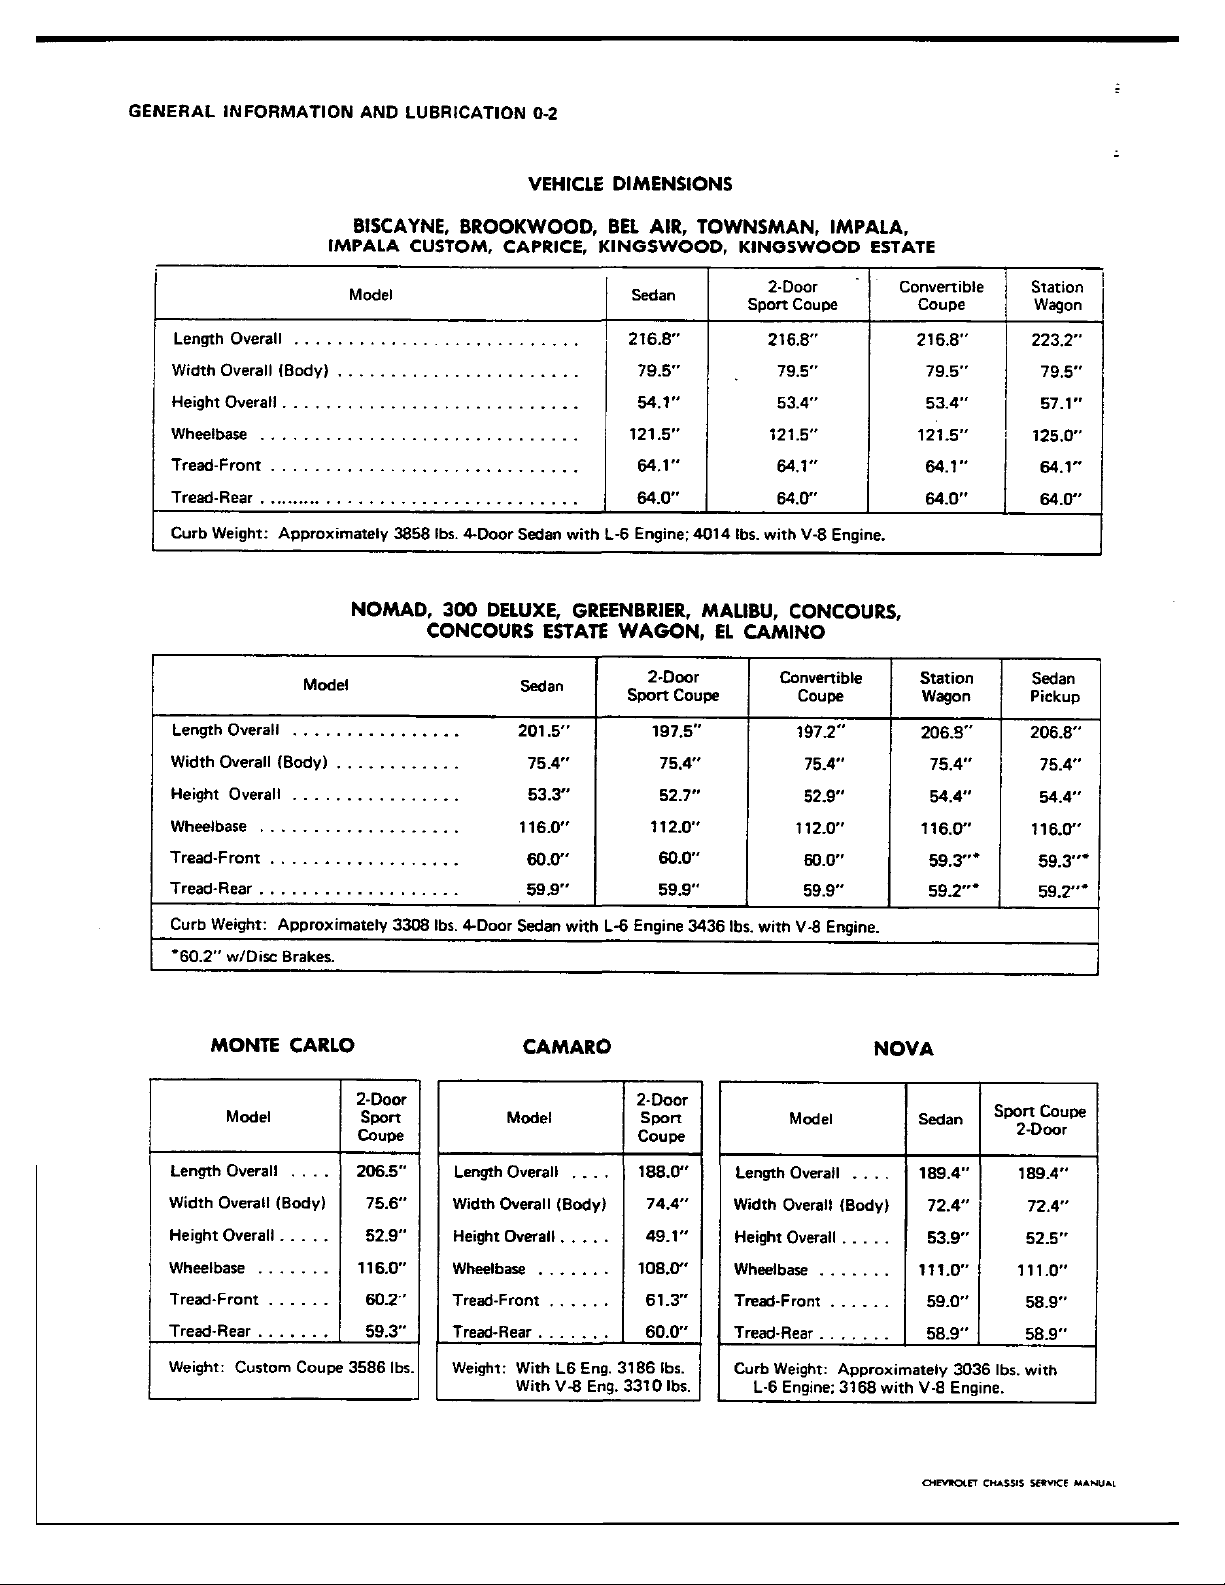 GENERAL INFORMATION AND LUBRICATION 0-2
VEHICLE DIMENSIONS
BISCAYNE, BROOKWOOD, BEL AIR, TOWNSMAN, IMPALA,
IMPALA CUSTOM, CAPRICE, KINGSWOOD, KINGSWOOD ESTATE
Model Sedan 2-Door Sport Coupe Convertible Coupe Station Wagon
Length Overall 216.8" 216.8" 216.8" 223.2"
Width Overall (Body) 79.5" 79.5" 79.5" 79.5"
Height Overall 54.1" 53.4" 53.4" 57.1"
Wheelbase 121.5" 121.5" 121.5" 125.0"
Tread-Front 64.1" 64.1" 64.1" 64.1"
Tread-Rear 64.0" 64.0" 64.0" 64.0"
Curb Weight: Approximately 3858 lbs. 4-Door Sedan with L-6 Engine; 4014 lbs. with V-8 Engine.
NOMAD, 300 DELUXE, GREENBRIER, MALIBU, CONCOURS,
CONCOURS ESTATE WAGON, EL CAMINO
Model Sedan 2-Door Sport Coupe Convertible Coupe Station Wagon Sedan Pickup
Length Overall 201.5" 197.5" 197.2" 206.8" 206.8"
Width Overall (Body) 75.4" 75.4" 75.4" 75.4" 75.4"
Height Overall 53.3" 52.7" 52.9" 54.4" 54.4"
Wheelbase 116.0" 112.0" 112.0" 116.0" 116.0"
Tread-Front 60.0" 60.0" 60.0" 59.3"* 59.3"*
Tread-Rear 59.9" 59.9" 59.9" 59.2"* 59.2"*
Curb Weight: Approximately 3308 lbs. 4-Door Sedan with L-6 Engine 3436 lbs. with V-8 Engine.
*60.2" w/Disc Brakes.
MONTE CARLO
Model 2-Door Sport Coupe
Length Overall 206.5"
Width Overall (Body) 75.6"
Height Overall 52.9"
Wheelbase 116.0"
Tread-Front 60.2"
Tread-Rear 59.3"
Weight: Custom Coupe 3586 lbs.
CAMARO
Model 2-Door Sport Coupe
Length Overall 188.0"
Width Overall (Body) 74.4"
Height Overall 49.1"
Wheelbase 108.0"
Tread-Front 61.3"
Tread-Rear 60.0"
Weight: With L6 Eng. 3186 lbs.
With V-8 Eng. 3310 lbs.
NOVA
Model Sedan Sport Coupe 2-Door
Length Overall 189.4" 189.4"
Width Overall (Body) 72.4" 72.4"
Height Overall 53.9" 52.5"
Wheelbase 111.0" 111.0"
Tread-Front 59.0" 58.9"
Tread-Rear 58.9" 58.9"
Curb Weight: Approximately 3036 lbs. with
L-6 Engine; 3168 with V-8 Engine.
CHEVROLET CHASSIS SERVICE MANUAL